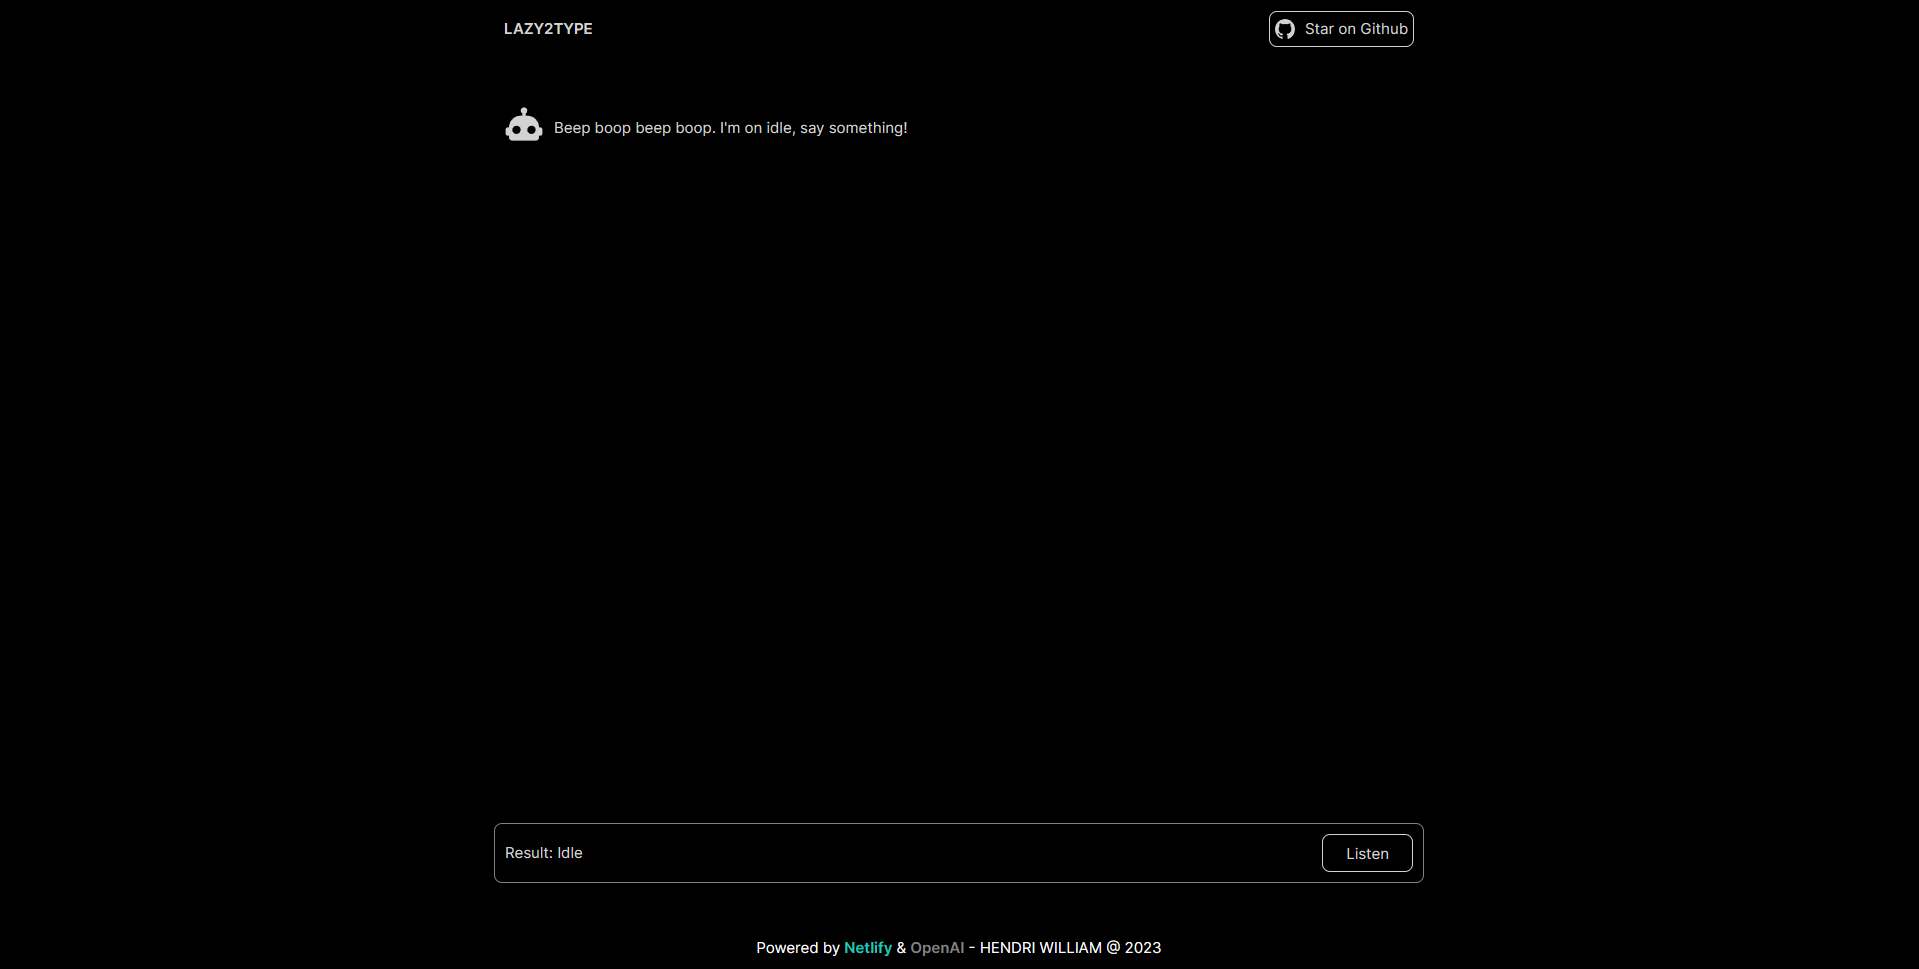 LAZY2TYPE
Star on Github
Beep boop beep boop. I'm on idle, say something!
Result: Idle
Listen
Powered by Netlify & OpenAI - HENDRI WILLIAM @ 2023